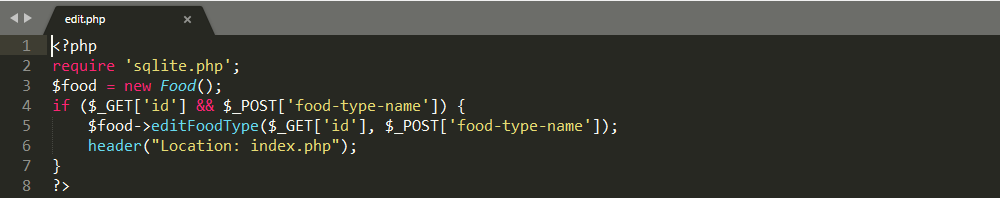 edit.php ×
1 <?php
2 require 'sqlite.php';
3 $food = new Food();
4 if ($_GET['id'] && $_POST['food-type-name']) {
5     $food->editFoodType($_GET['id'], $_POST['food-type-name']);
6     header("Location: index.php");
7 }
8 ?>